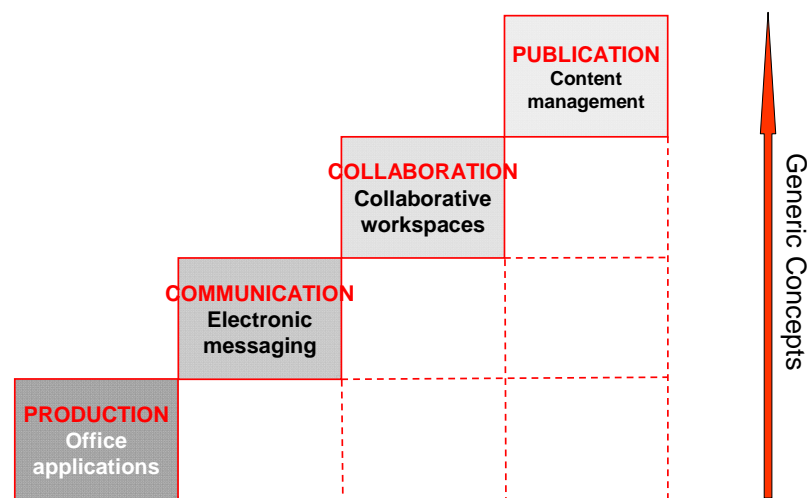 PUBLICATION
Content
management
COLLABORATION
Collaborative
workspaces
COMMUNICATION
Electronic
messaging
PRODUCTION
Office
applications
Generic Concepts